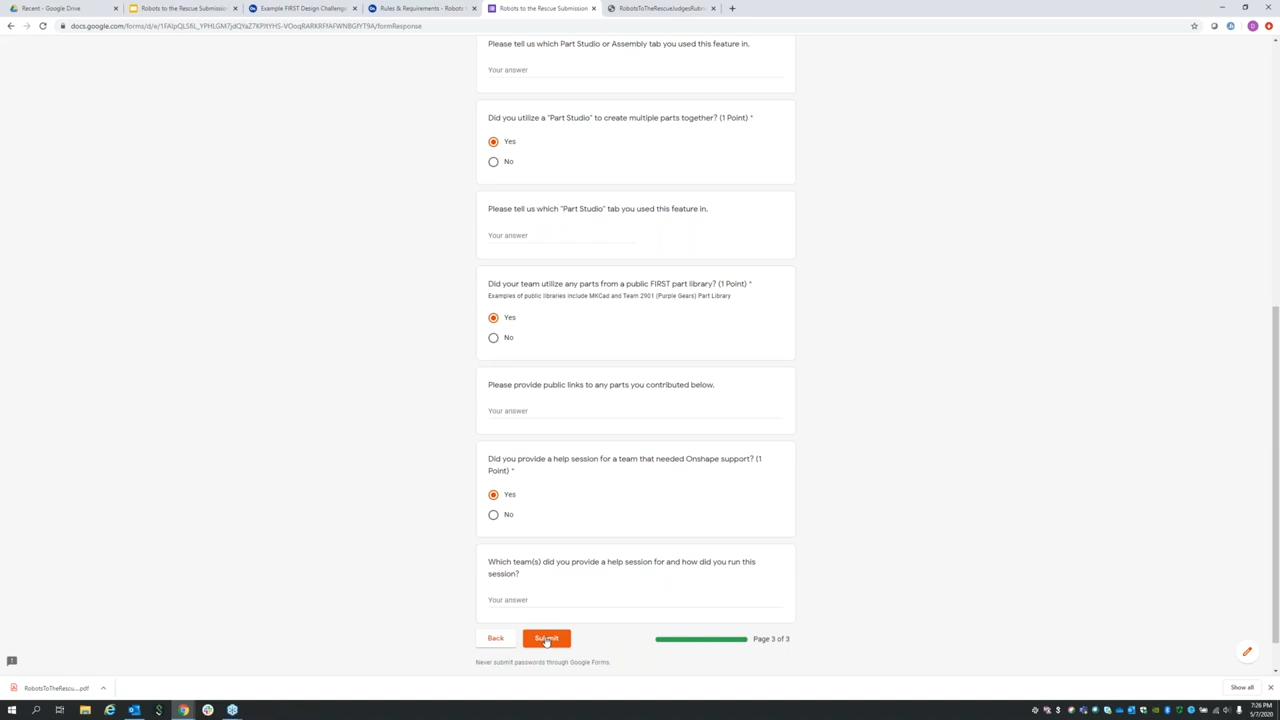 Recent - Google Drive
Robots to the Rescue Submission
Example FIRST Design Challeng
Rules & Requirements - Robots
Robots to the Rescue Submission
RobotsToTheRescueJudgesRubri
Please tell us which Part Studio or Assembly tab you used this feature in.
Your answer
Did you utilize a "Part Studio" to create multiple parts together? (1 Point) *
Yes
No
Please tell us which "Part Studio" tab you used this feature in.
Your answer
Did your team utilize any parts from a public FIRST part library? (1 Point) *
Examples of public libraries include MKCad and Team 2901 (Purple Gears) Part Library
Yes
No
Please provide public links to any parts you contributed below.
Your answer
Did you provide a help session for a team that needed Onshape support? (1
Point) *
Yes
No
Which team(s) did you provide a help session for and how did you run this
session?
Your answer
Back
Submit
Page 3 of 3
Never submit passwords through Google Forms.
RobotsToTheRescu....pdf
Show all
7:26 PM
5/7/2020